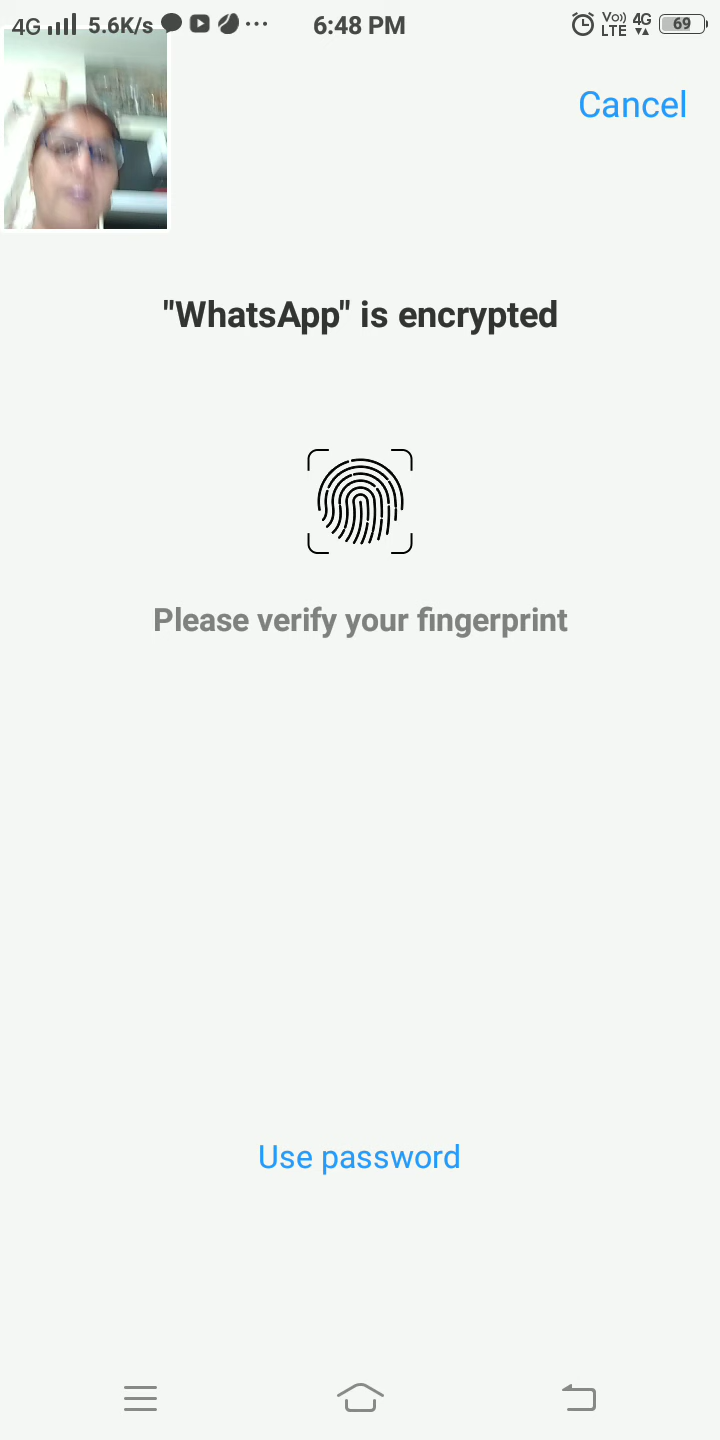 4G 5.6K/s ... 6:48 PM Vo)) LTE 4G 69
Cancel
"WhatsApp" is encrypted
Please verify your fingerprint
Use password